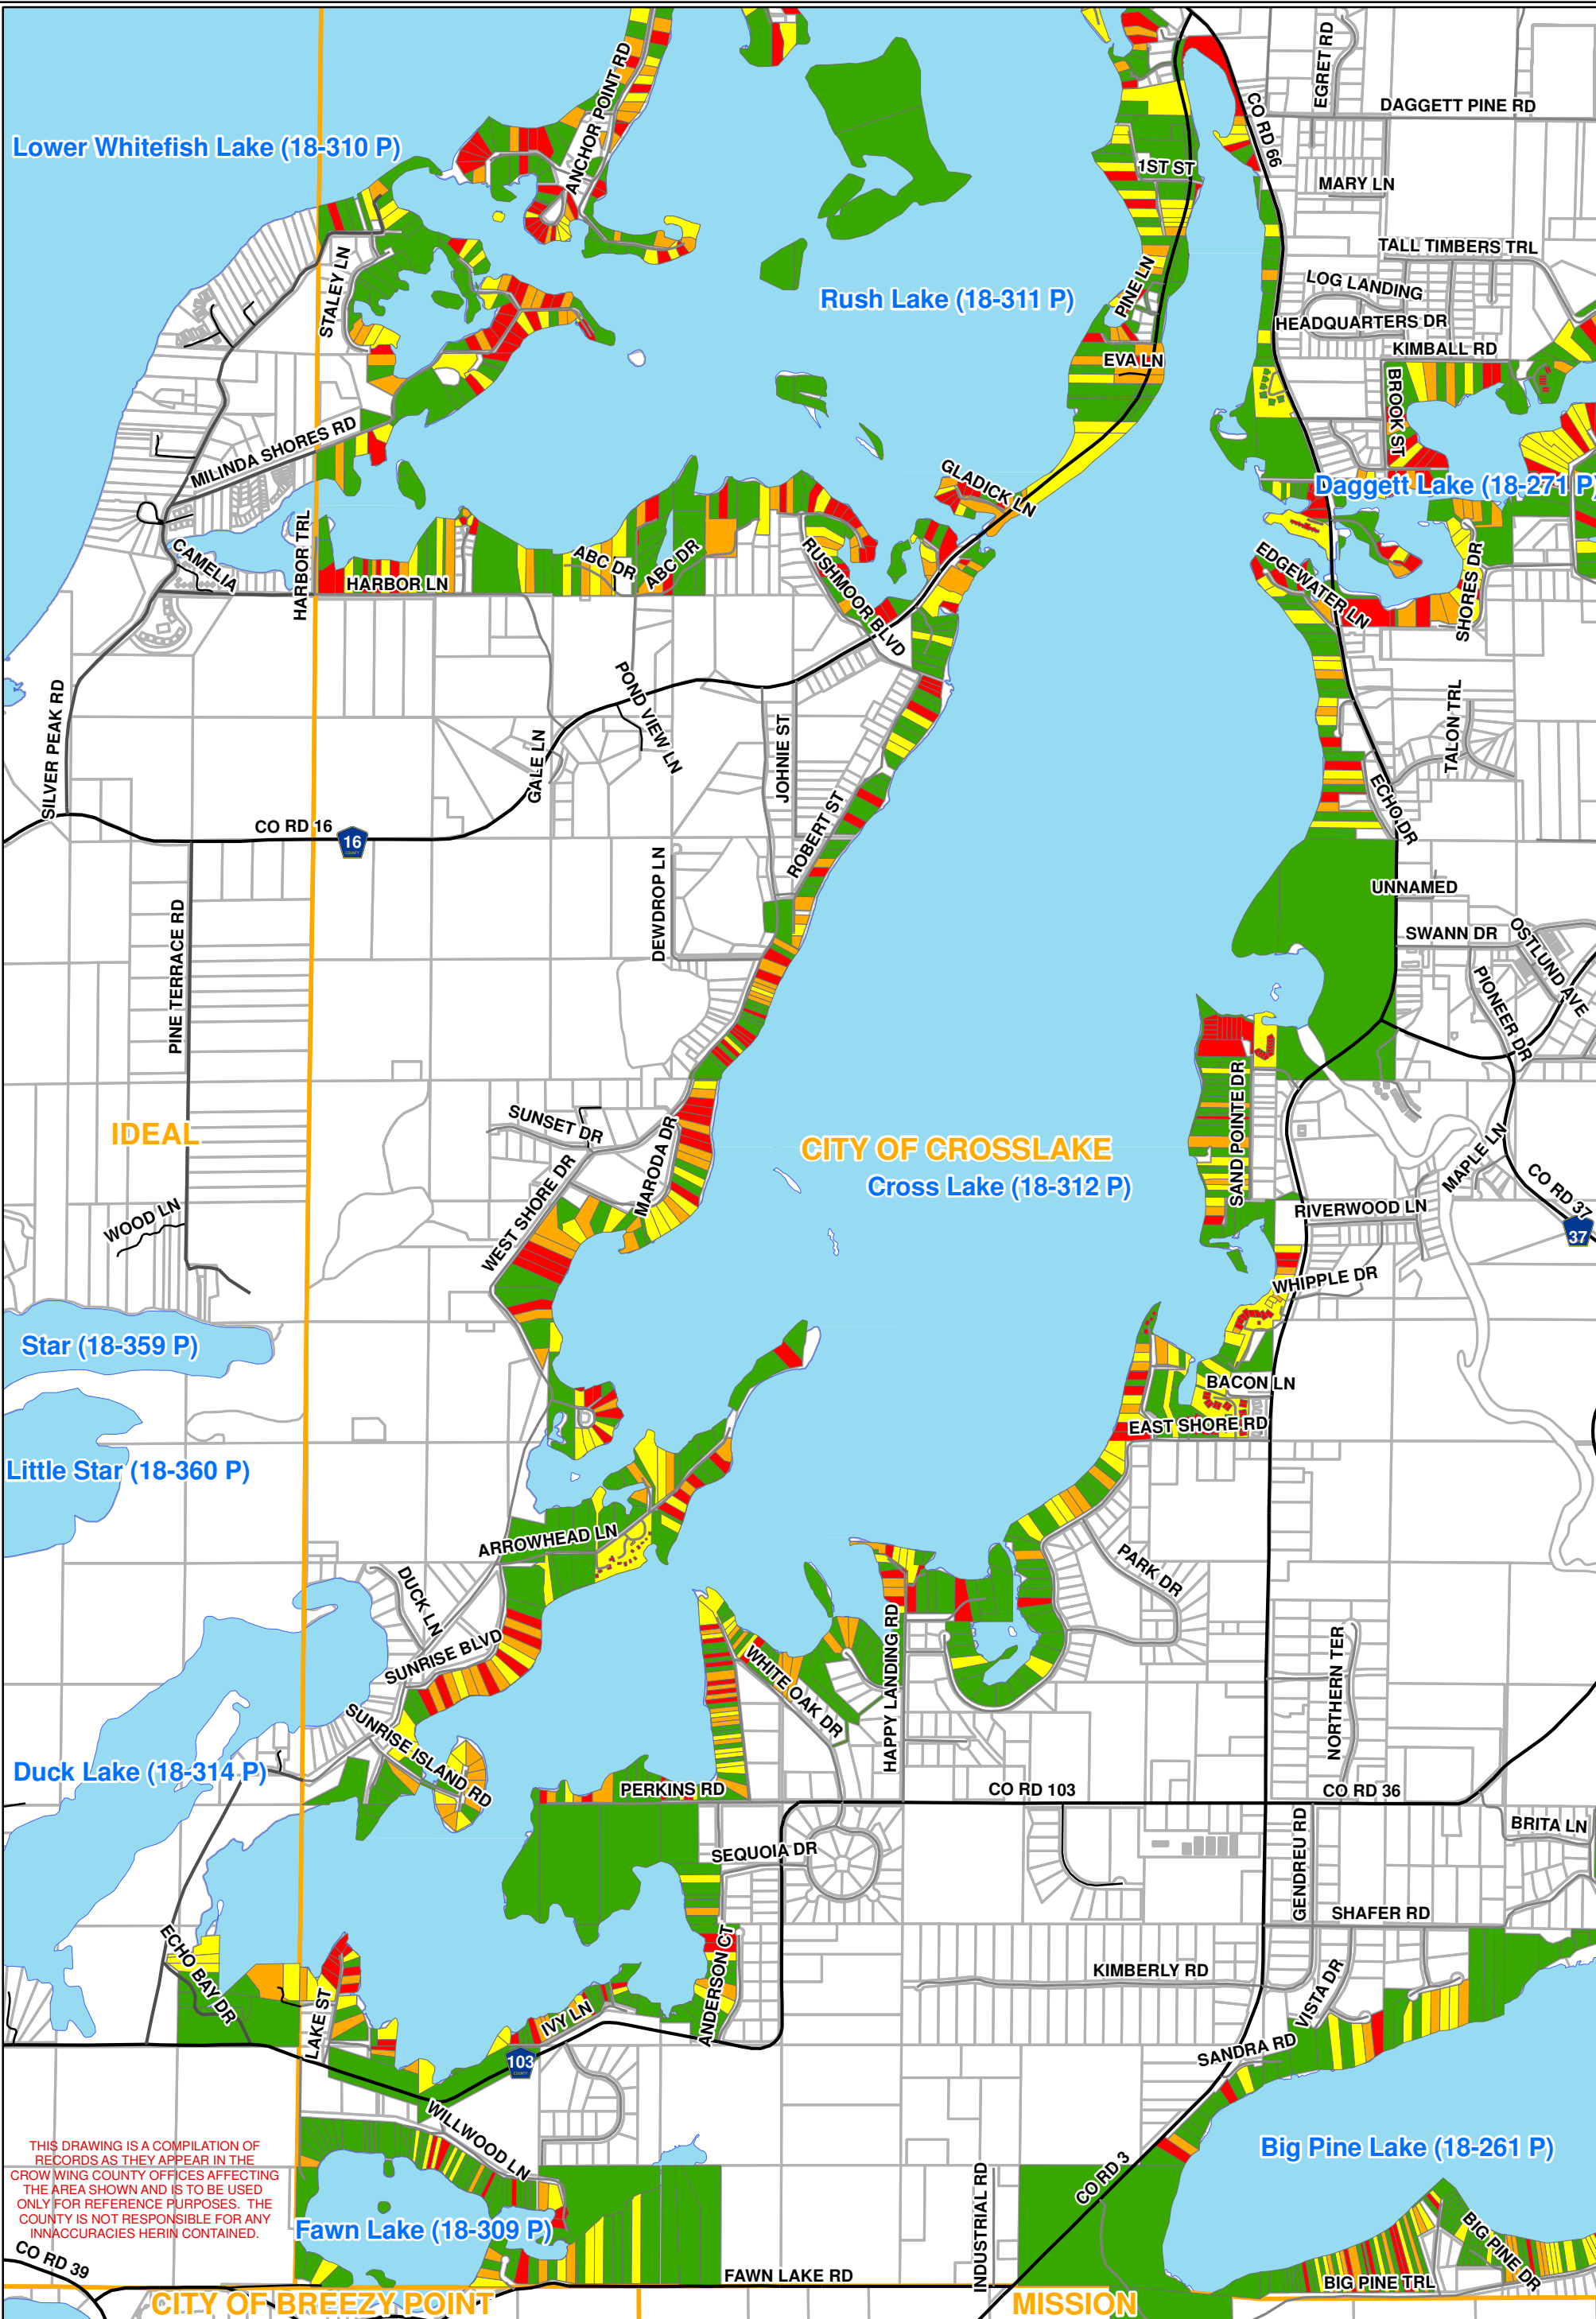 EGRET RD
DAGGETT PINE RD
ANCHOR POINT RD
CO RD 66
Lower Whitefish Lake (18-310 P)
1ST ST
MARY LN
STALEY LN
TALL TIMBERS TRL
PINE LN
LOG LANDING
Rush Lake (18-311 P)
HEADQUARTERS DR
KIMBALL RD
EVA LN
BROOK ST
MILINDA SHORES RD
GLADICK LN
Daggett Lake (18-271 P)
HARBOR TRL
CAMELIA
HARBOR LN
ABC DR
ABC DR
RUSHMOOR BLVD
EDGEWATER LN
SHORES DR
SILVER PEAK RD
POND VIEW LN
GALE LN
JOHNIE ST
TALON TRL
ECHO DR
CO RD 16
16
COUNTY
ROBERT ST
PINE TERRACE RD
DEWDROP LN
UNNAMED
SWANN DR
OSTLUND AVE
PIONEER DR
IDEAL
SUNSET DR
MARODA DR
SAND POINTE DR
CITY OF CROSSLAKE
Cross Lake (18-312 P)
MAPLE LN
CO RD 37
37
WOOD LN
WEST SHORE DR
RIVERWOOD LN
WHIPPLE DR
Star (18-359 P)
BACON LN
EAST SHORE RD
Little Star (18-360 P)
ARROWHEAD LN
DUCK LN
PARK DR
SUNRISE BLVD
WHITE OAK DR
HAPPY LANDING RD
NORTHERN TER
SUNRISE ISLAND RD
Duck Lake (18-314 P)
PERKINS RD
CO RD 103
CO RD 36
BRITA LN
SEQUOIA DR
GENDREU RD
SHAFER RD
ECHO BAY DR
ANDERSON CT
KIMBERLY RD
VISTA DR
LAKE ST
IVY LN
SANDRA RD
103
COUNTY
WILLWOOD LN
THIS DRAWING IS A COMPILATION OF
RECORDS AS THEY APPEAR IN THE
CROW WING COUNTY OFFICES AFFECTING
THE AREA SHOWN AND IS TO BE USED
ONLY FOR REFERENCE PURPOSES. THE
COUNTY IS NOT RESPONSIBLE FOR ANY
INNACCURACIES HERIN CONTAINED.
Big Pine Lake (18-261 P)
CO RD 3
INDUSTRIAL RD
Fawn Lake (18-309 P)
BIG PINE DR
CO RD 39
FAWN LAKE RD
BIG PINE TRL
CITY OF BREEZY POINT
MISSION